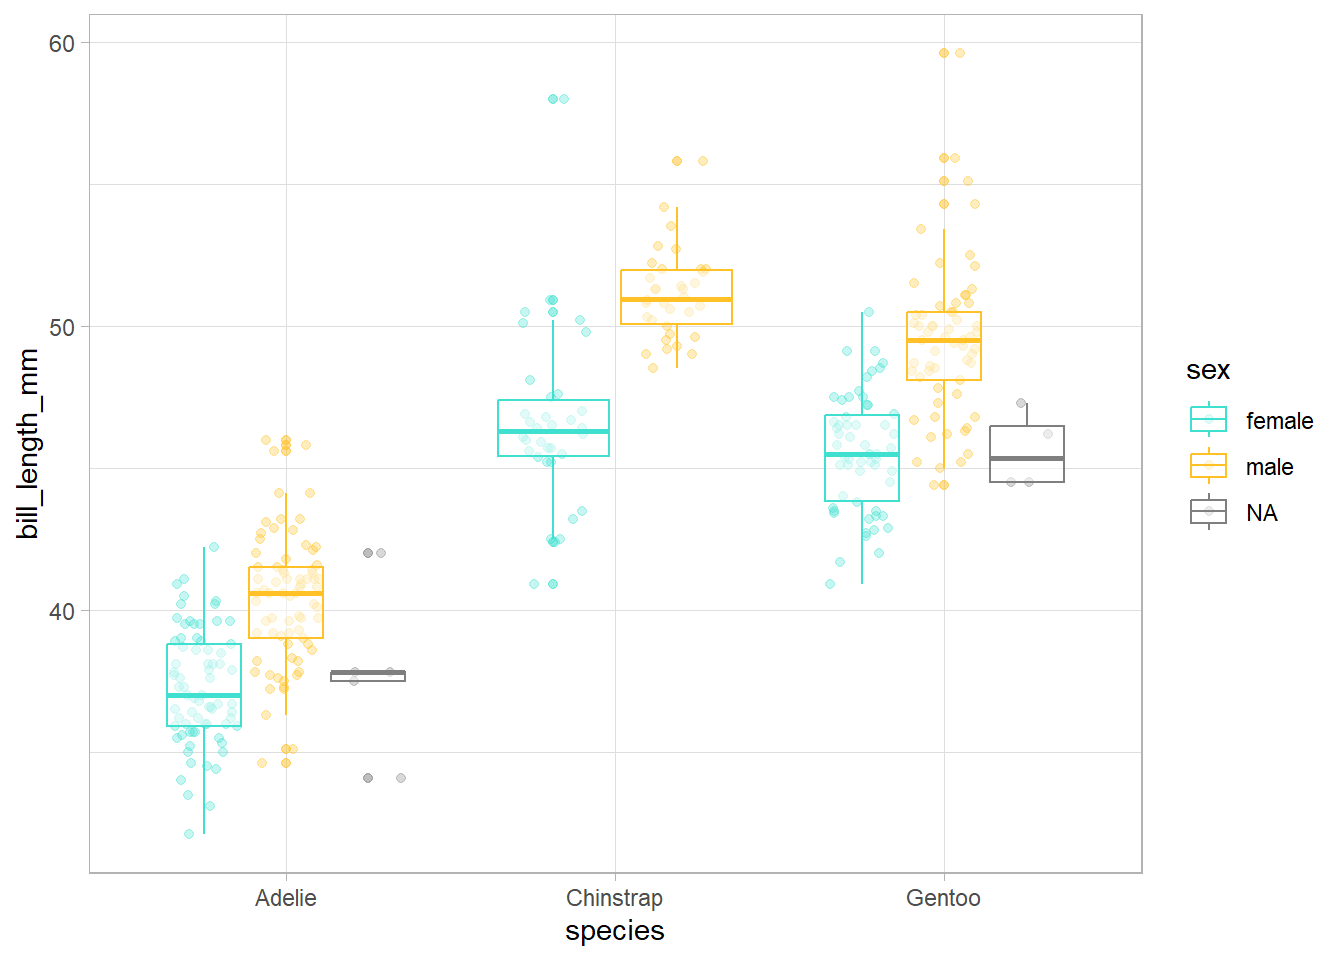 60
50
40
bill_length_mm
Adelie
Chinstrap
Gentoo
species
sex
female
male
NA